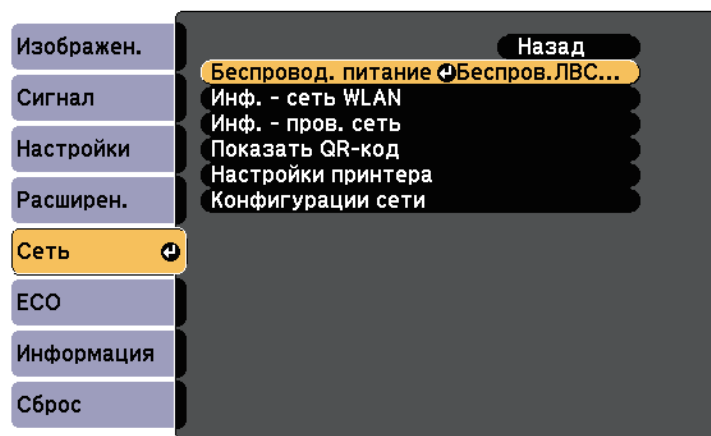 Изображен.
Сигнал
Настройки
Расширен.
Сеть
ECO
Информация
Сброс
Назад
Беспровод. питание Беспров.ЛВС...
Инф. - сеть WLAN
Инф. - пров. сеть
Показать QR-код
Настройки принтера
Конфигурации сети